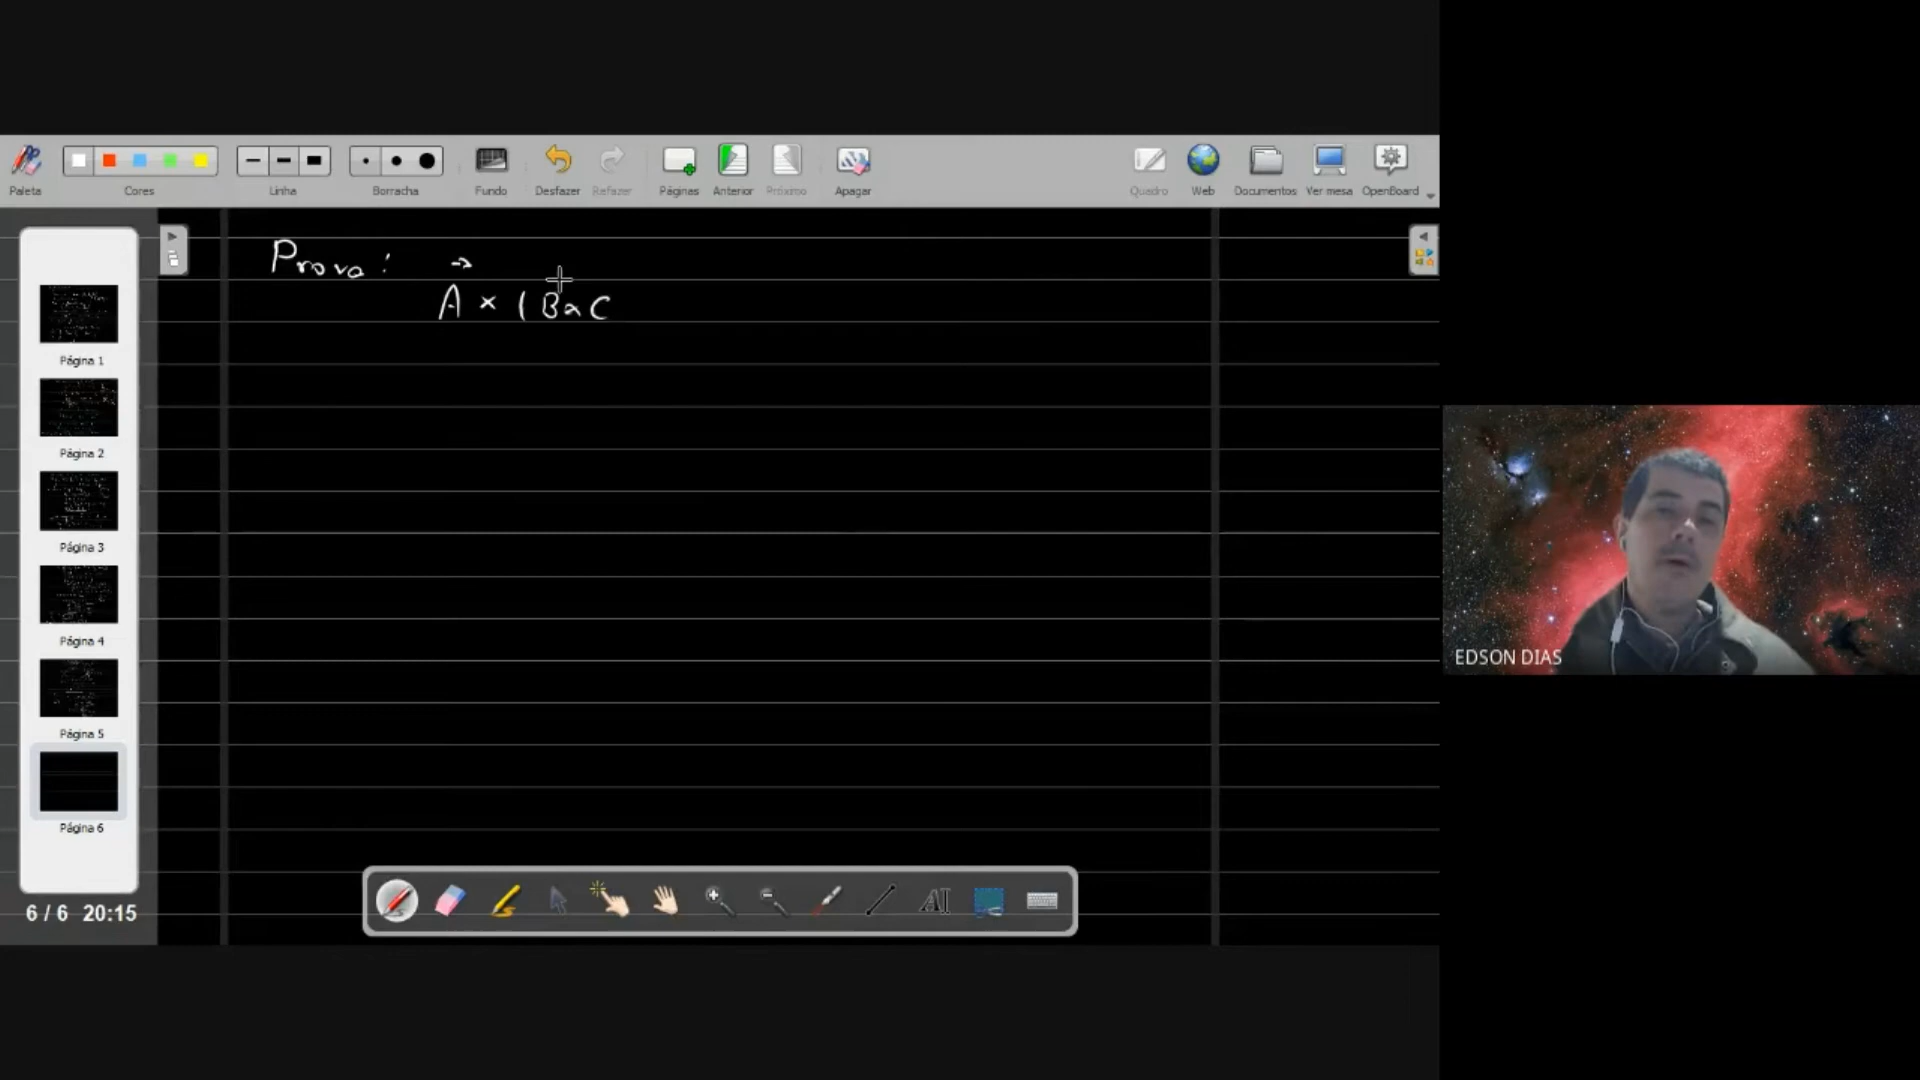 Paleta Cores Linha Borracha Fundo Desfazer Refazer Páginas Anterior Próximo Apagar Quadro Web Documentos Ver mesa OpenBoard
Prova: →
A × ( B × C
Página 1
Página 2
Página 3
Página 4
Página 5
Página 6
6 / 6 20:15
AI
EDSON DIAS